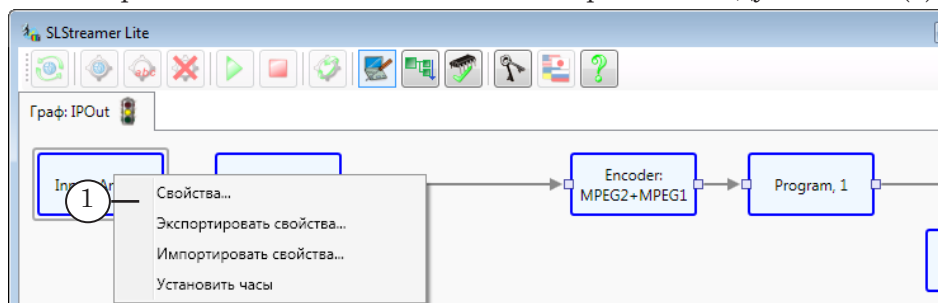 SLStreamer Lite
Граф: IPOut
Encoder:
MPEG2+MPEG1
Program, 1
1
Свойства...
Экспортировать свойства...
Импортировать свойства...
Установить часы